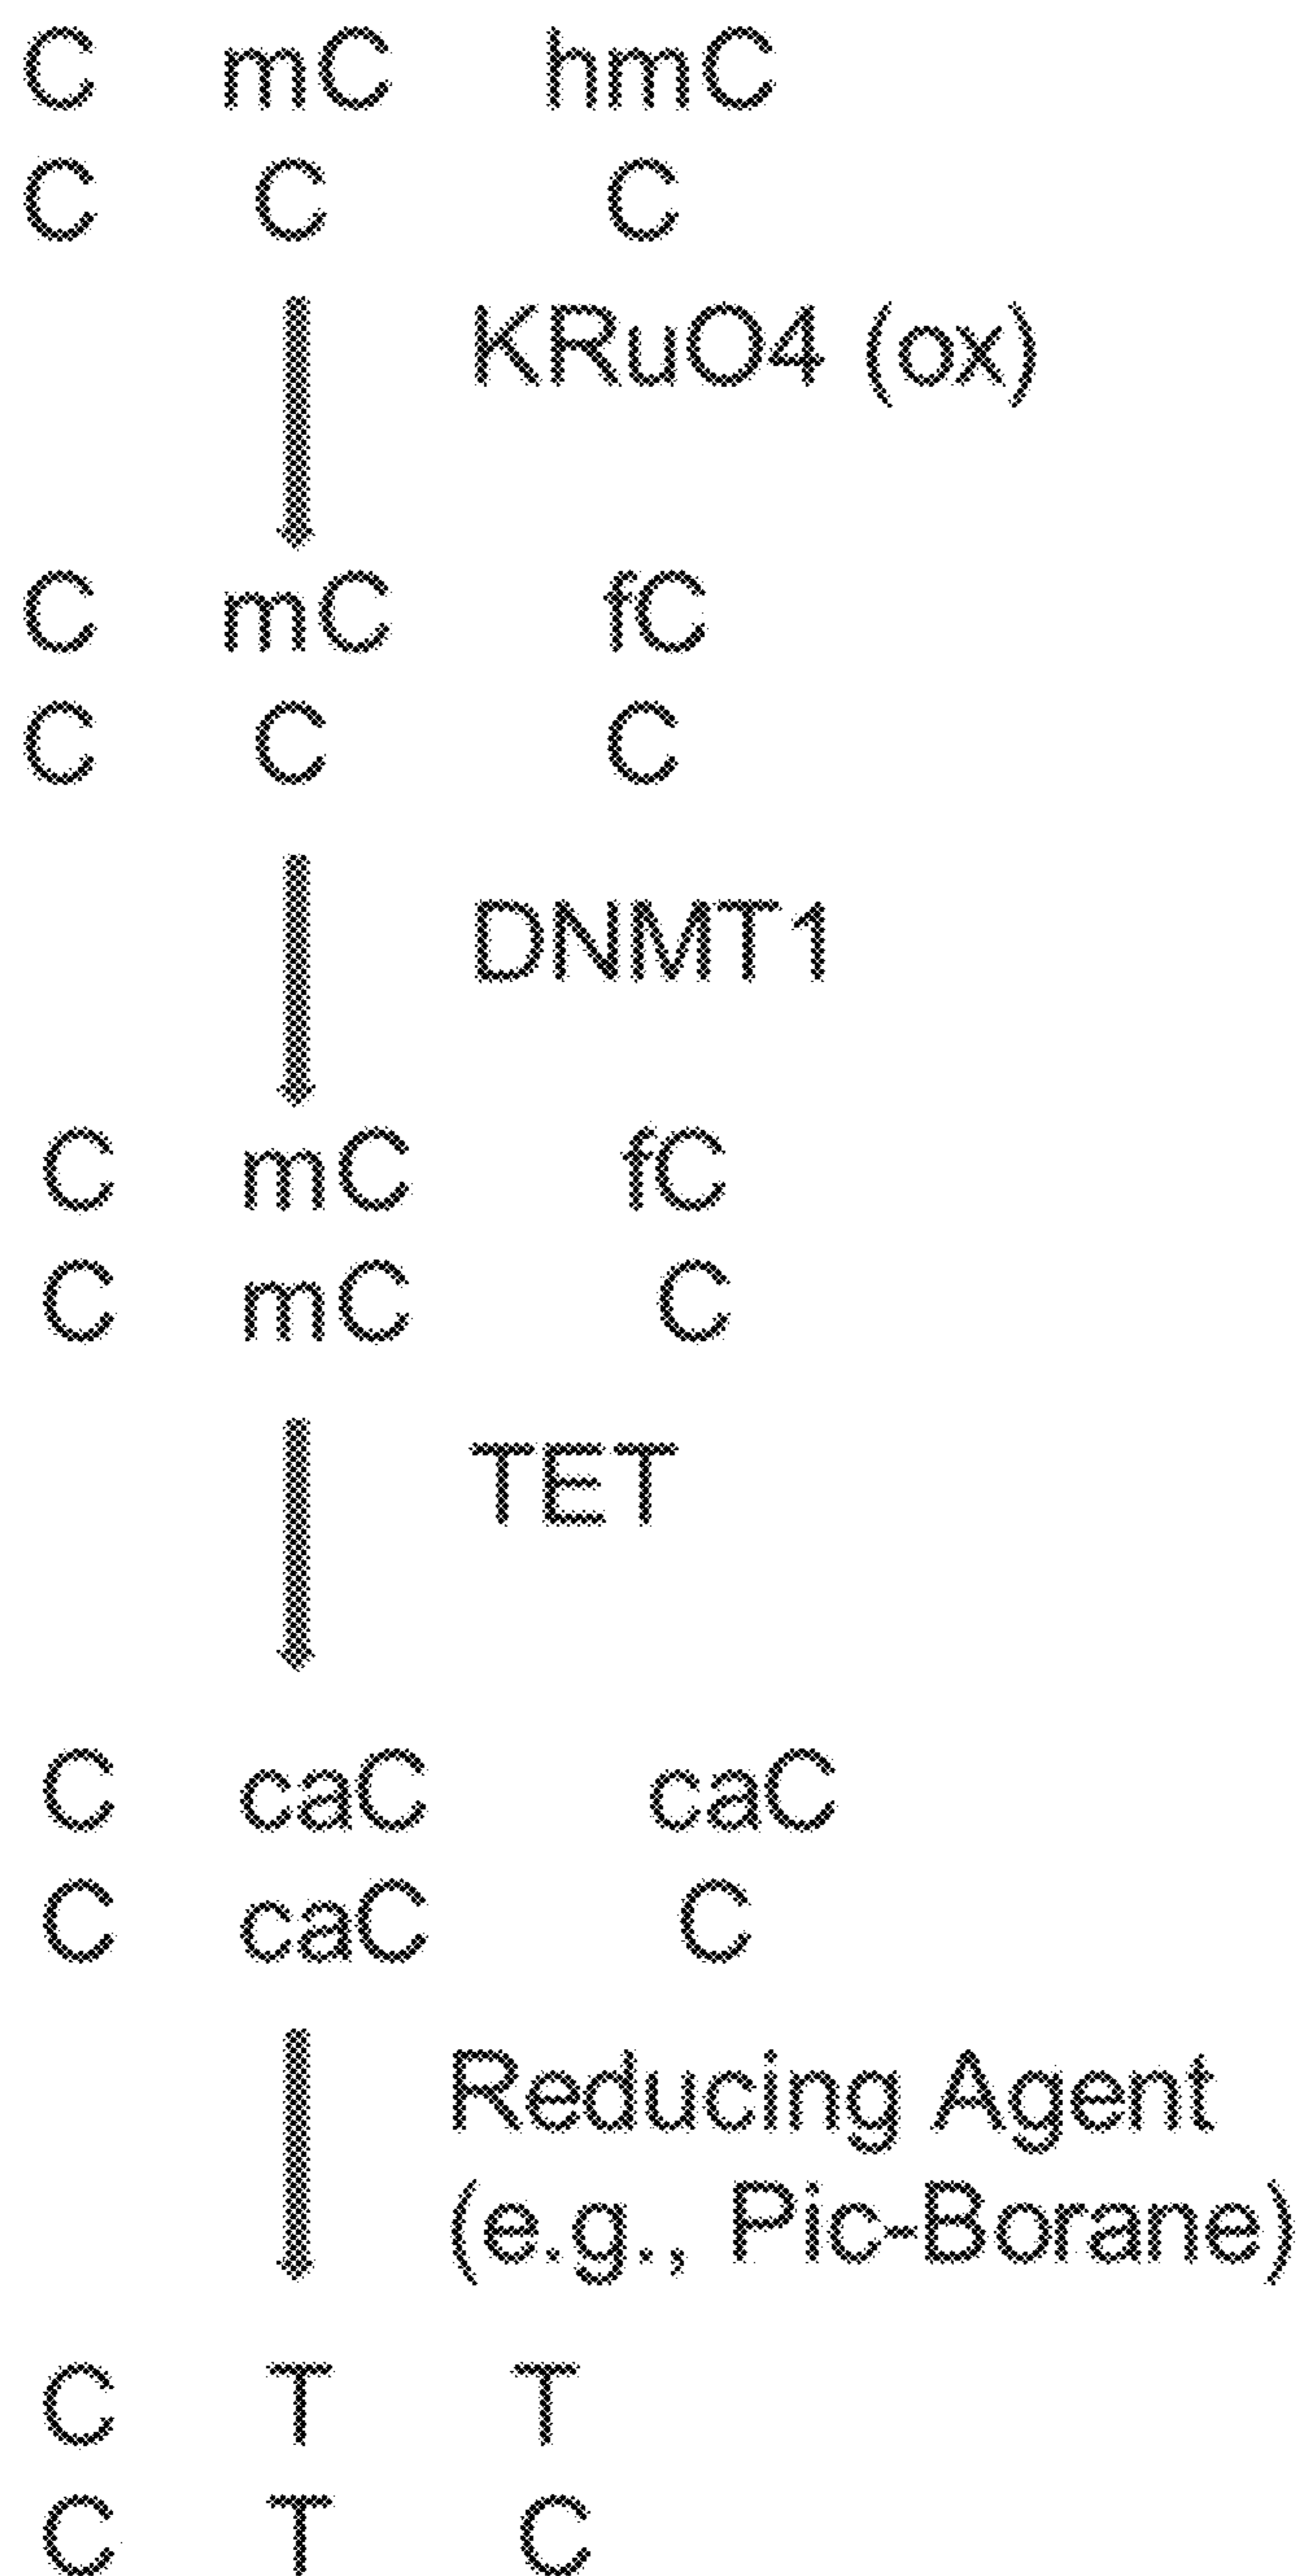 C mC hmC
C C C
KRuO4 (ox)
C mC fC
C C C
DNMT1
C mC fC
C mC C
TET
C caC caC
C caC C
Reducing Agent
(e.g., Pic-Borane)
C T T
C T C